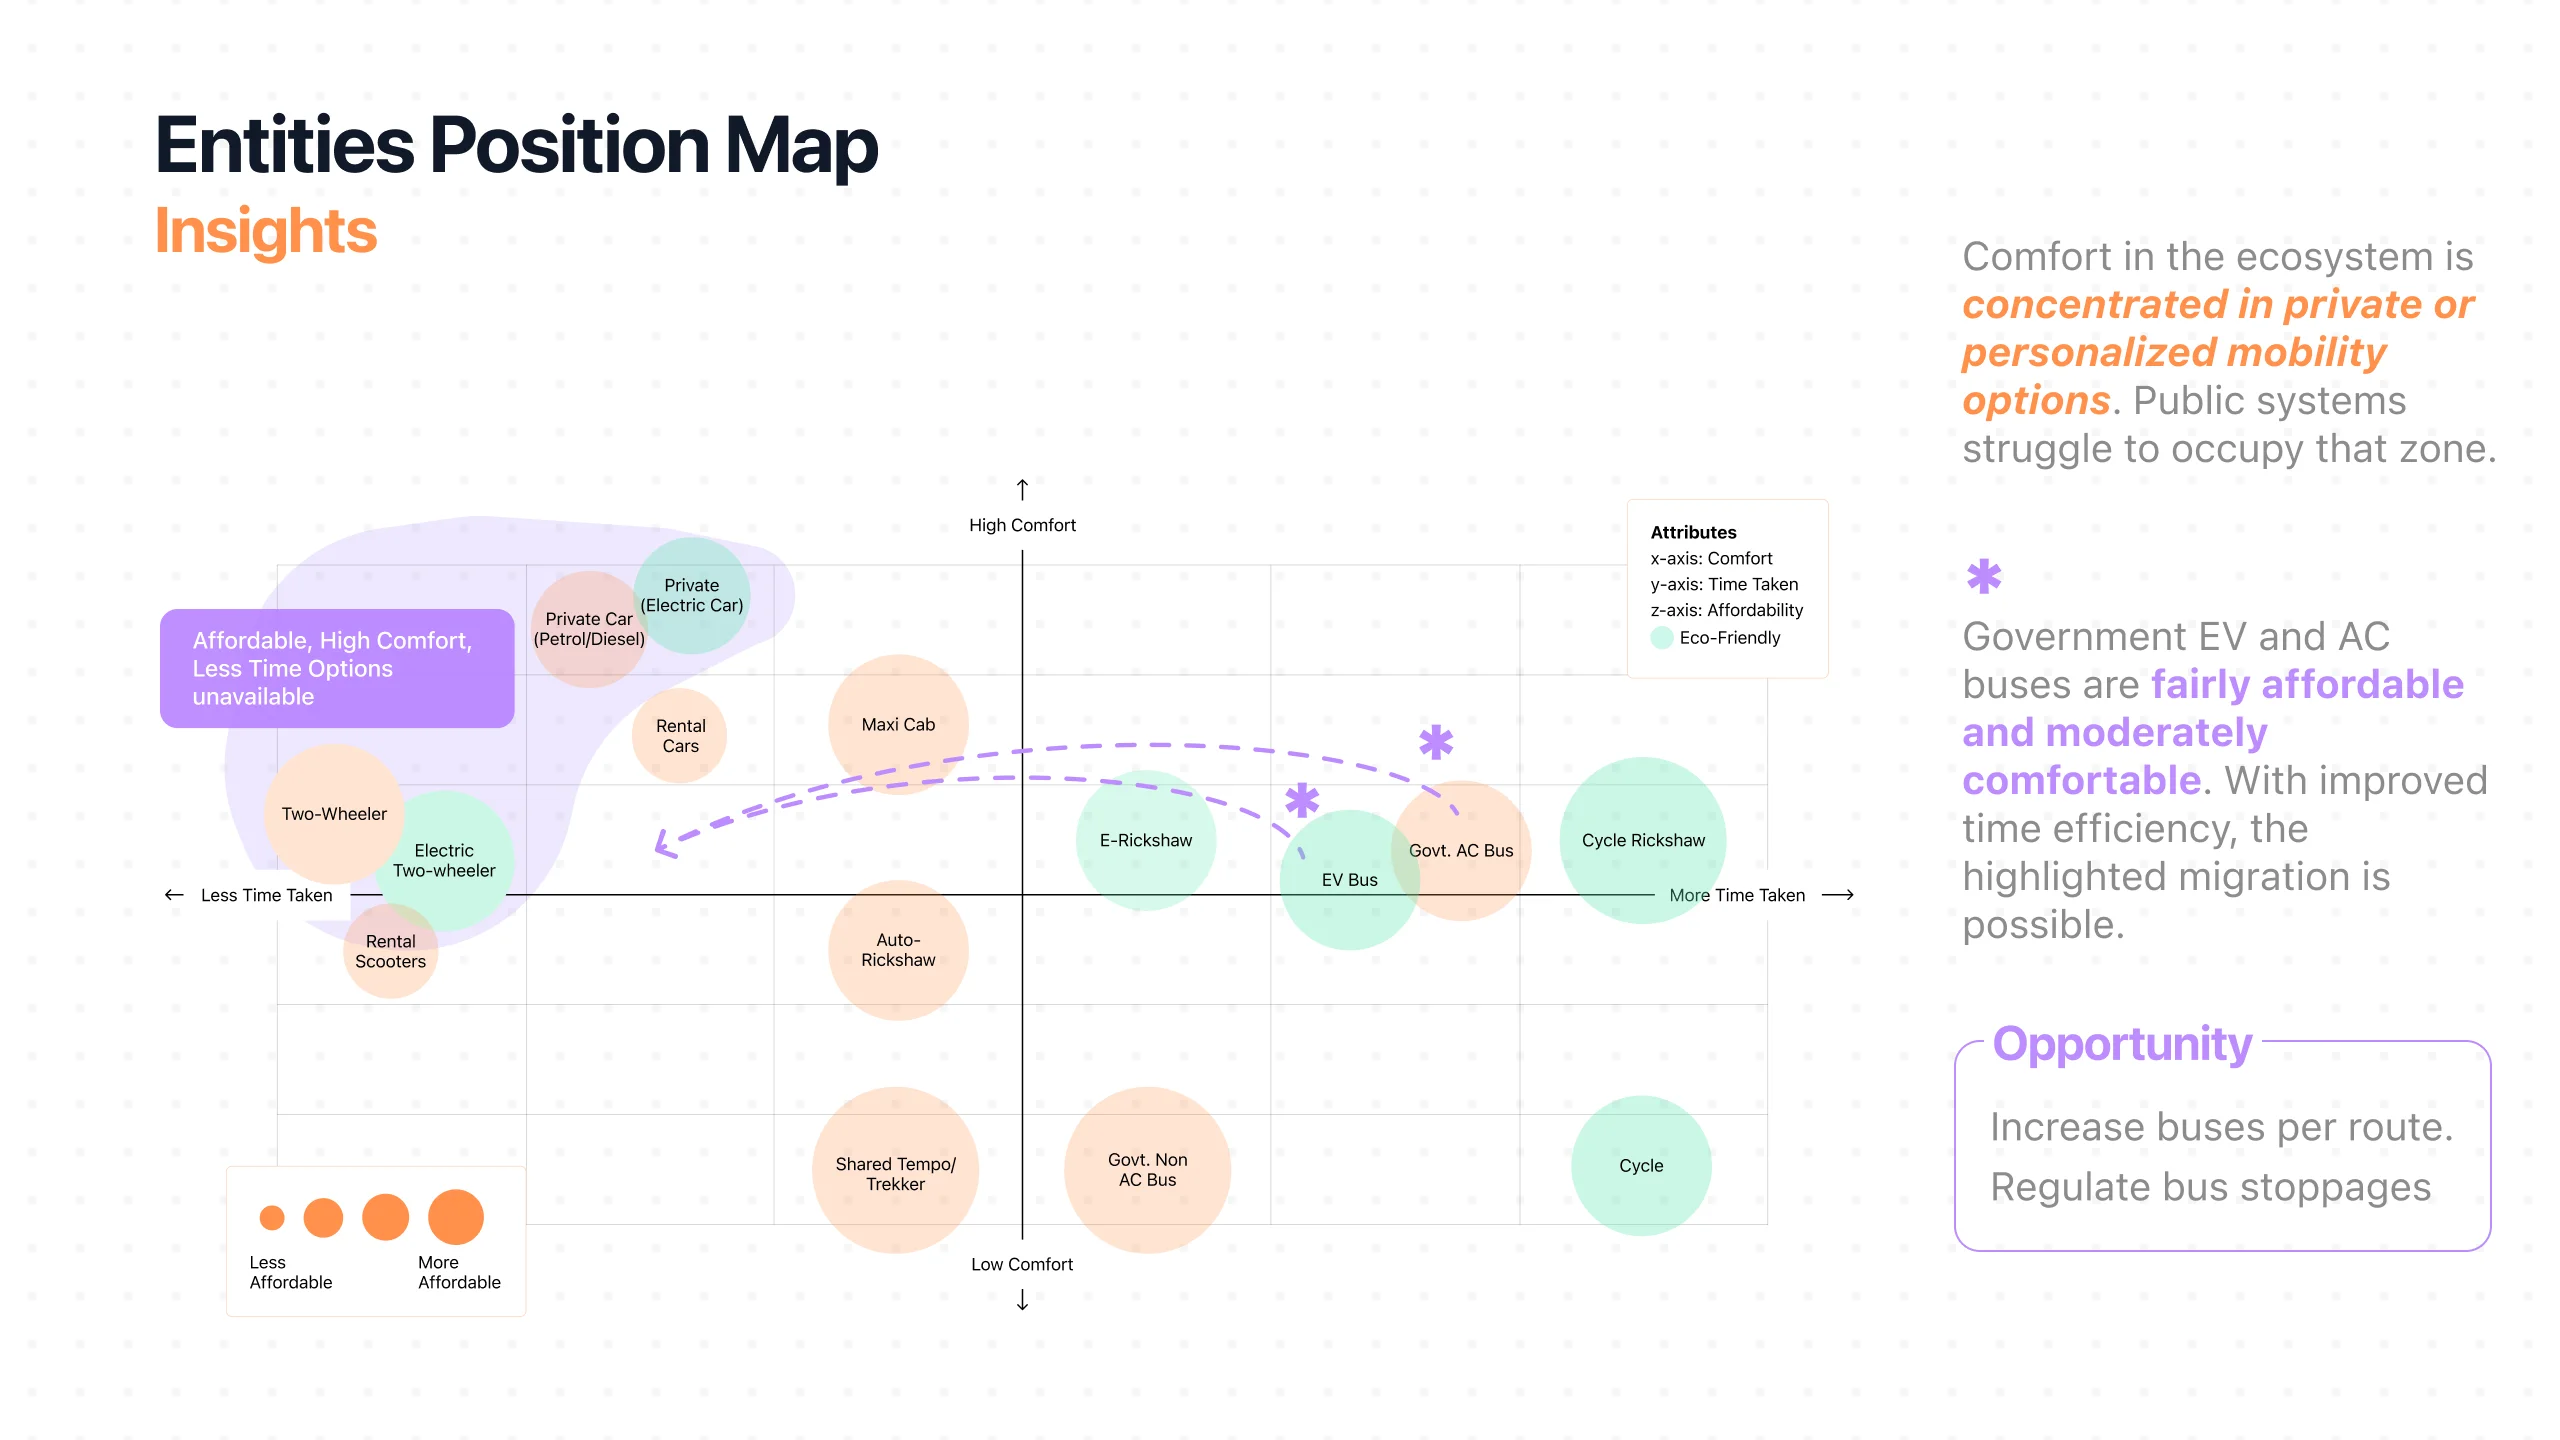 Entities Position Map
Insights
Comfort in the ecosystem is
concentrated in private or
personalized mobility
options. Public systems
struggle to occupy that zone.
High Comfort
Attributes
x-axis: Comfort
y-axis: Time Taken
z-axis: Affordability
Eco-Friendly
Affordable, High Comfort,
Less Time Options
unavailable
Private
(Electric Car)
Private Car
(Petrol/Diesel)
Rental
Cars
Maxi Cab
Two-Wheeler
Electric
Two-wheeler
E-Rickshaw
EV Bus
Govt. AC Bus
Cycle Rickshaw
Less Time Taken
More Time Taken
Rental
Scooters
Auto-
Rickshaw
Shared Tempo/
Trekker
Govt. Non
AC Bus
Cycle
Low Comfort
Less
Affordable
More
Affordable
Government EV and AC
buses are fairly affordable
and moderately
comfortable. With improved
time efficiency, the
highlighted migration is
possible.
Opportunity
Increase buses per route.
Regulate bus stoppages